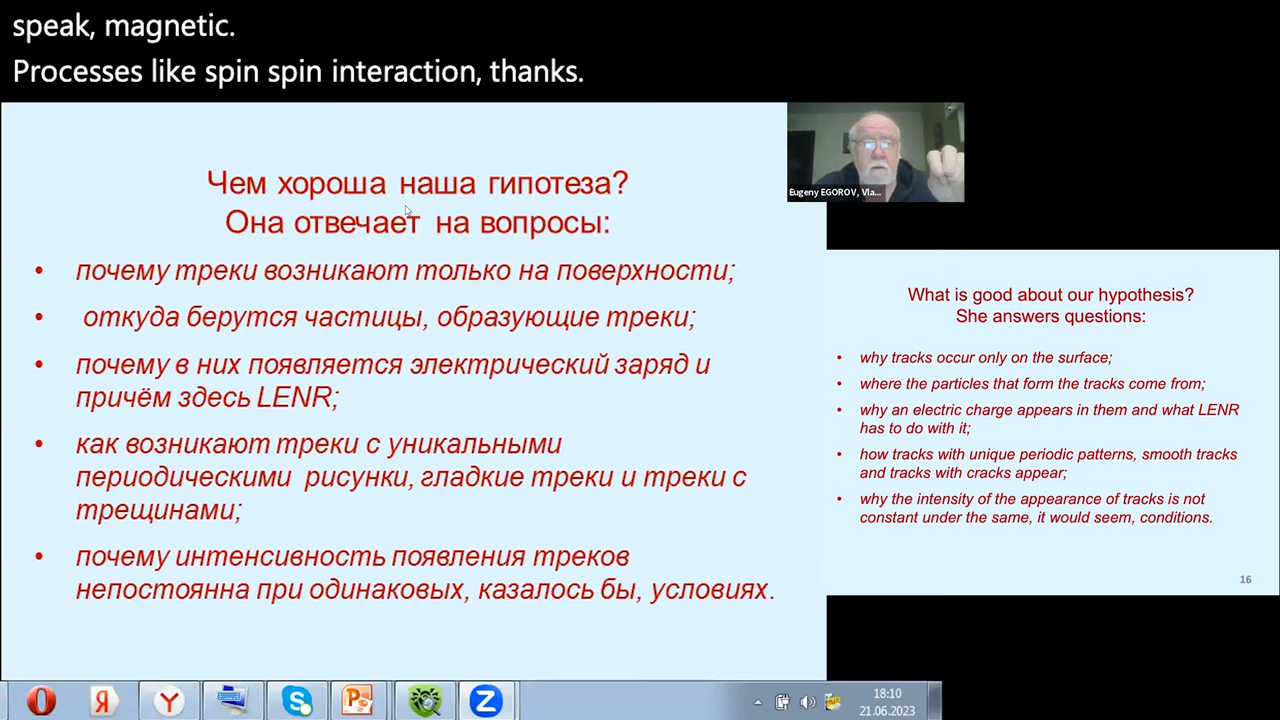 speak, magnetic.
Processes like spin spin interaction, thanks.
Чем хороша наша гипотеза?
Она отвечает на вопросы:
• почему треки возникают только на поверхности;
• откуда берутся частицы, образующие треки;
• почему в них появляется электрический заряд и
причём здесь LENR;
• как возникают треки с уникальными
периодическими рисунки, гладкие треки и треки с
трещинами;
• почему интенсивность появления треков
непостоянна при одинаковых, казалось бы, условиях.
Eugeny EGOROV, Vla...
What is good about our hypothesis?
She answers questions:
• why tracks occur only on the surface;
• where the particles that form the tracks come from;
• why an electric charge appears in them and what LENR
has to do with it;
• how tracks with unique periodic patterns, smooth tracks
and tracks with cracks appear;
• why the intensity of the appearance of tracks is not
constant under the same, it would seem, conditions.
16
18:10
21.06.2023